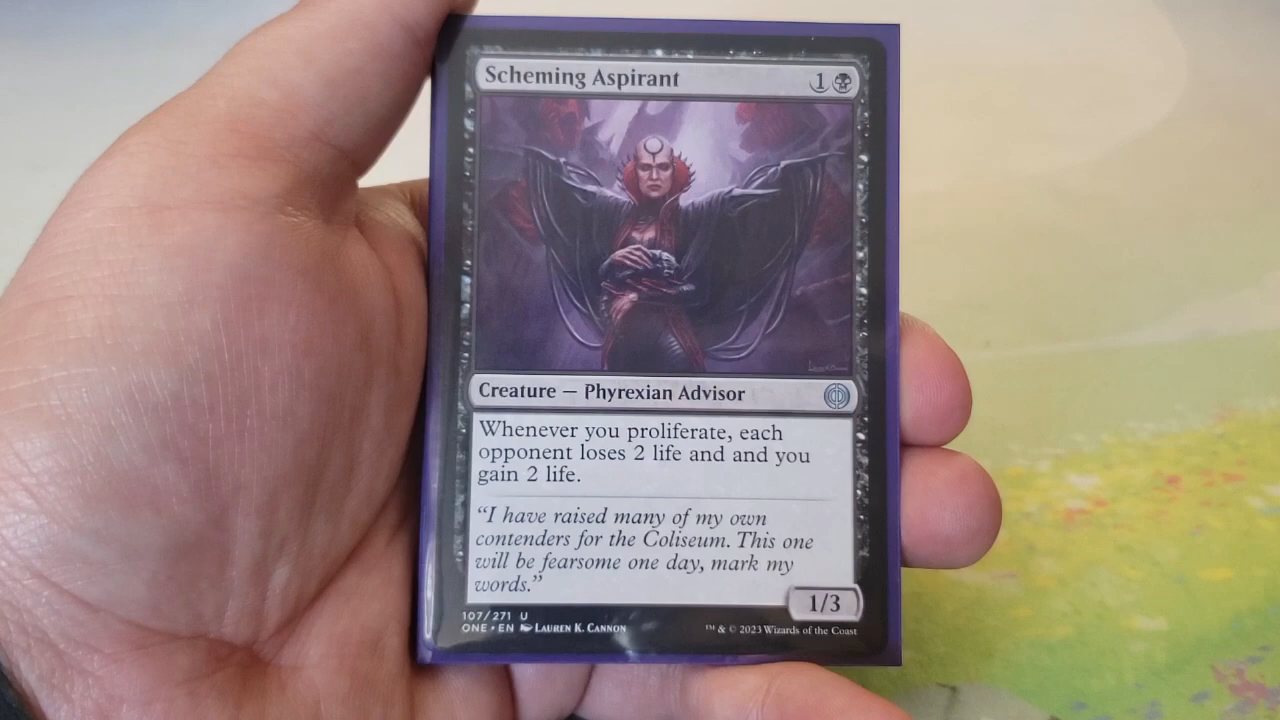 Scheming Aspirant 1
Creature — Phyrexian Advisor
Whenever you proliferate, each
opponent loses 2 life and and you
gain 2 life.
“I have raised many of my own
contenders for the Coliseum. This one
will be fearsome one day, mark my
words.”
1/3
107/271 U
ONE • EN Lauren K. Cannon
™ & © 2023 Wizards of the Coast